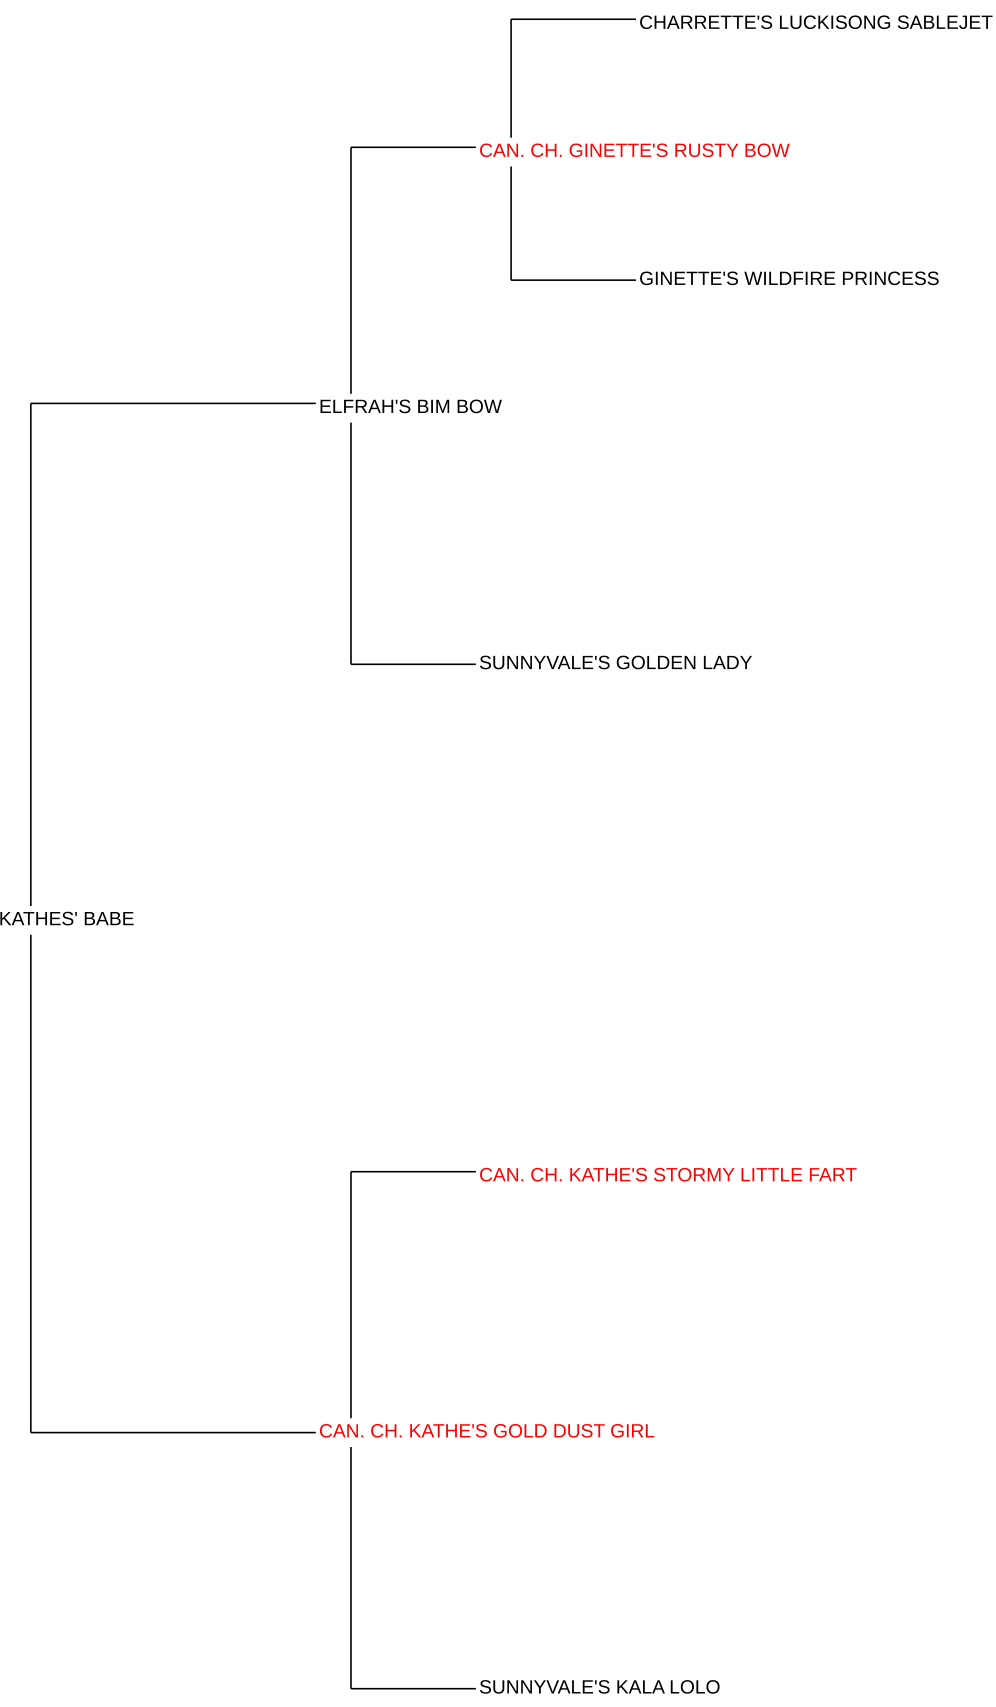 CHARRETTE'S LUCKISONG SABLEJET
CAN. CH. GINETTE'S RUSTY BOW
GINETTE'S WILDFIRE PRINCESS
ELFRAH'S BIM BOW
SUNNYVALE'S GOLDEN LADY
KATHES' BABE
CAN. CH. KATHE'S STORMY LITTLE FART
CAN. CH. KATHE'S GOLD DUST GIRL
SUNNYVALE'S KALA LOLO